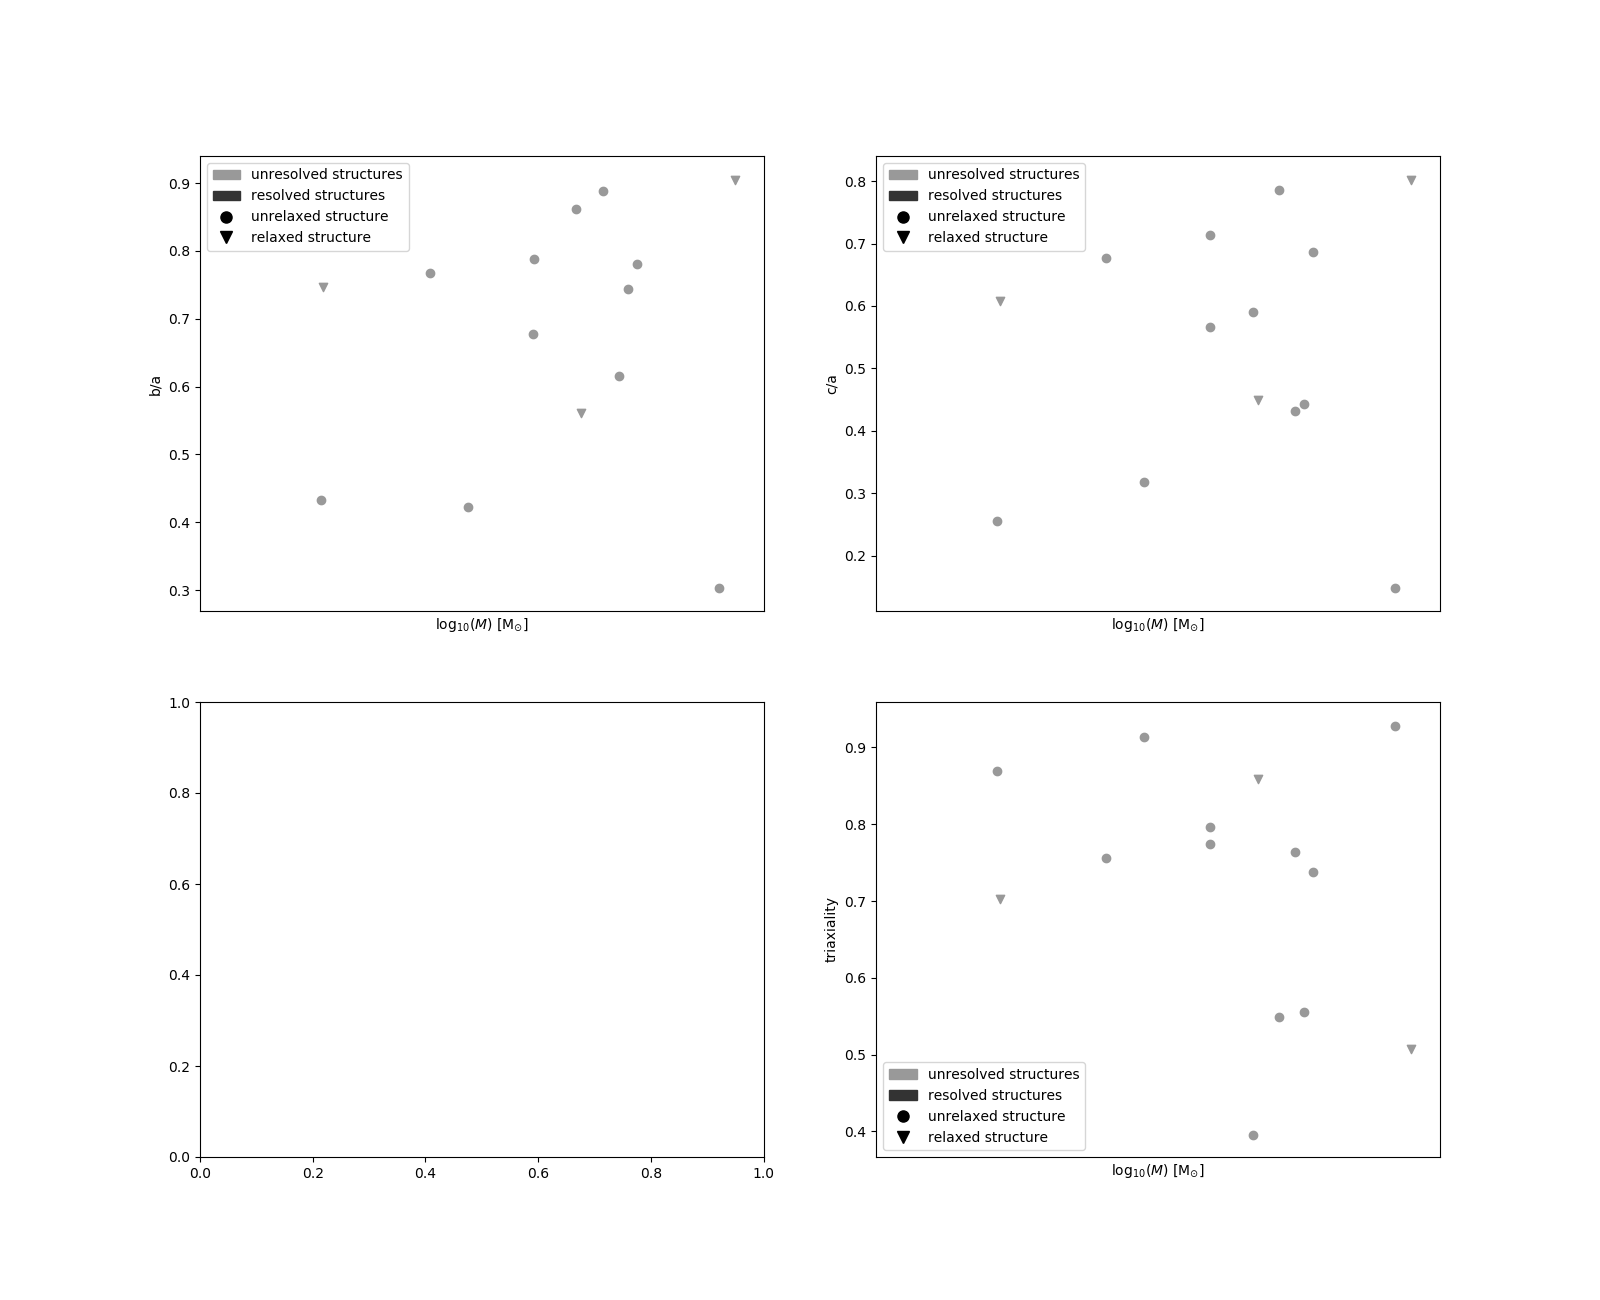 0.9
0.8
0.7
0.6
0.5
0.4
0.3
b/a
unresolved structures
resolved structures
unrelaxed structure
relaxed structure
log₁₀(M) [M⊙]
0.8
0.7
0.6
0.5
0.4
0.3
0.2
c/a
unresolved structures
resolved structures
unrelaxed structure
relaxed structure
log₁₀(M) [M⊙]
1.0
0.8
0.6
0.4
0.2
0.0
0.0 0.2 0.4 0.6 0.8 1.0
0.9
0.8
0.7
0.6
0.5
0.4
triaxiality
unresolved structures
resolved structures
unrelaxed structure
relaxed structure
log₁₀(M) [M⊙]